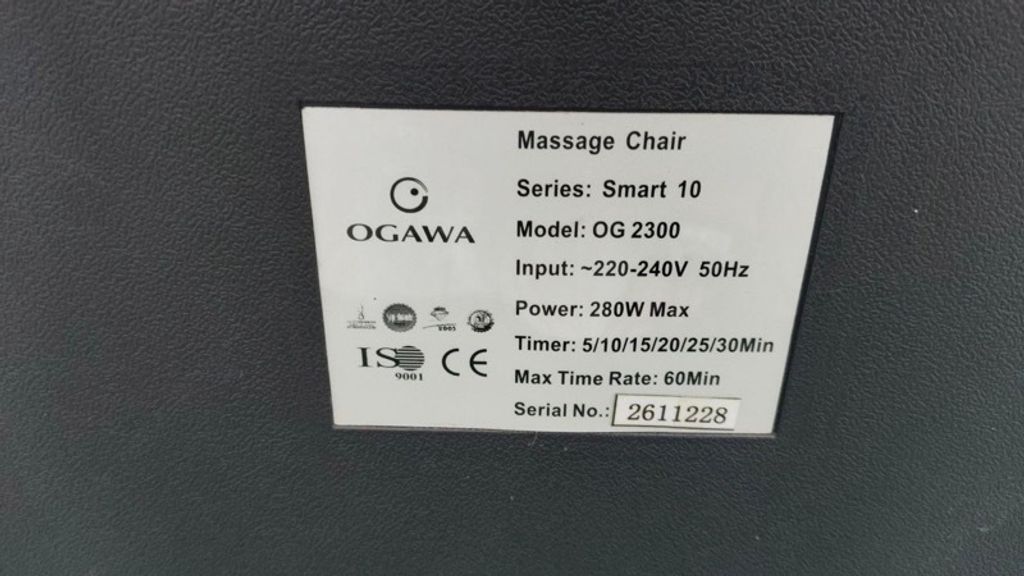 Massage Chair
Series: Smart 10
OGAWA
Model: OG 2300
Input: ~220-240V 50Hz
Power: 280W Max
Timer: 5/10/15/20/25/30Min
ISO
9001
CE
Max Time Rate: 60Min
Serial No.: 2611228